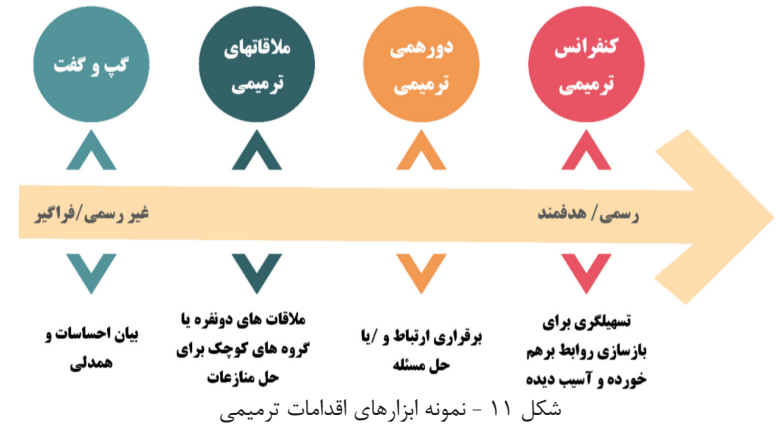 کنفرانس
ترمیمی
دورهمی
ترمیمی
ملاقاتهای
ترمیمی
گپ و گفت
رسمی/ هدفمند
غیر رسمی/فراگیر
تسهیلگری برای
بازسازی روابط برهم
خورده و آسیب دیده
برقراری ارتباط و /یا
حل مسئله
ملاقات های دونفره یا
گروه های کوچک برای
حل منازعات
بیان احساسات و
همدلی
شکل ۱۱ - نمونه ابزارهای اقدامات ترمیمی